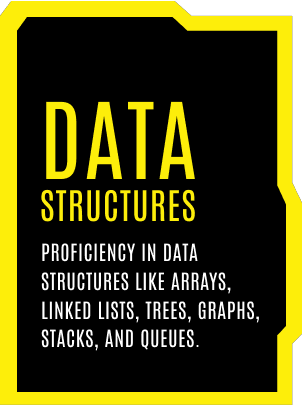 DATA
STRUCTURES
PROFICIENCY IN DATA
STRUCTURES LIKE ARRAYS,
LINKED LISTS, TREES, GRAPHS,
STACKS, AND QUEUES.